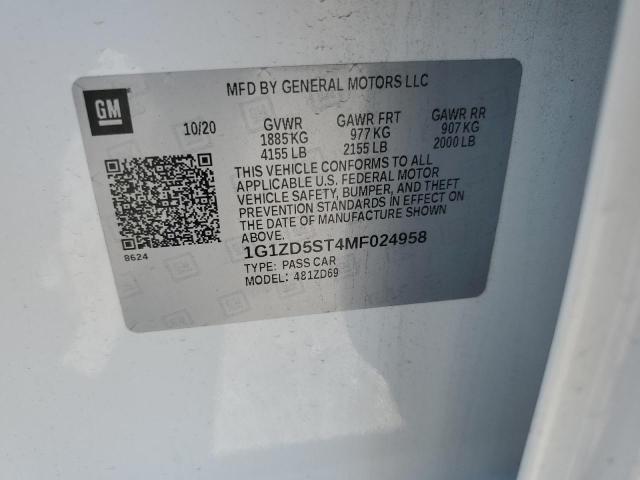 GM
MFD BY GENERAL MOTORS LLC
10/20 GVWR GAWR FRT GAWR RR
1885 KG 977 KG 907 KG
4155 LB 2155 LB 2000 LB
THIS VEHICLE CONFORMS TO ALL
APPLICABLE U.S. FEDERAL MOTOR
VEHICLE SAFETY, BUMPER, AND THEFT
PREVENTION STANDARDS IN EFFECT ON
THE DATE OF MANUFACTURE SHOWN
ABOVE.
8624
1G1ZD5ST4MF024958
TYPE: PASS CAR
MODEL: 481ZD69